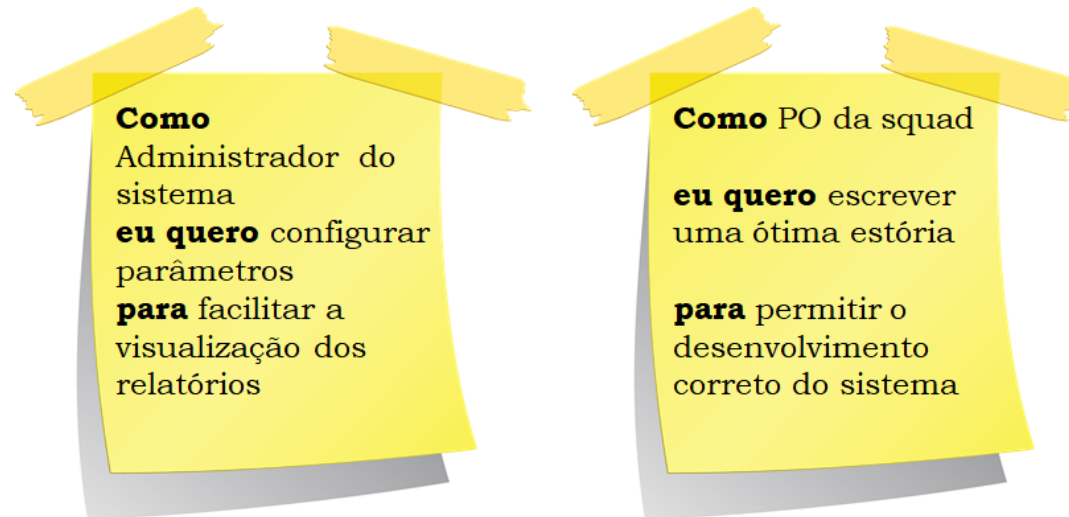 Como
Administrador do
sistema
eu quero configurar
parâmetros
para facilitar a
visualização dos
relatórios
Como PO da squad
eu quero escrever
uma ótima estória
para permitir o
desenvolvimento
correto do sistema